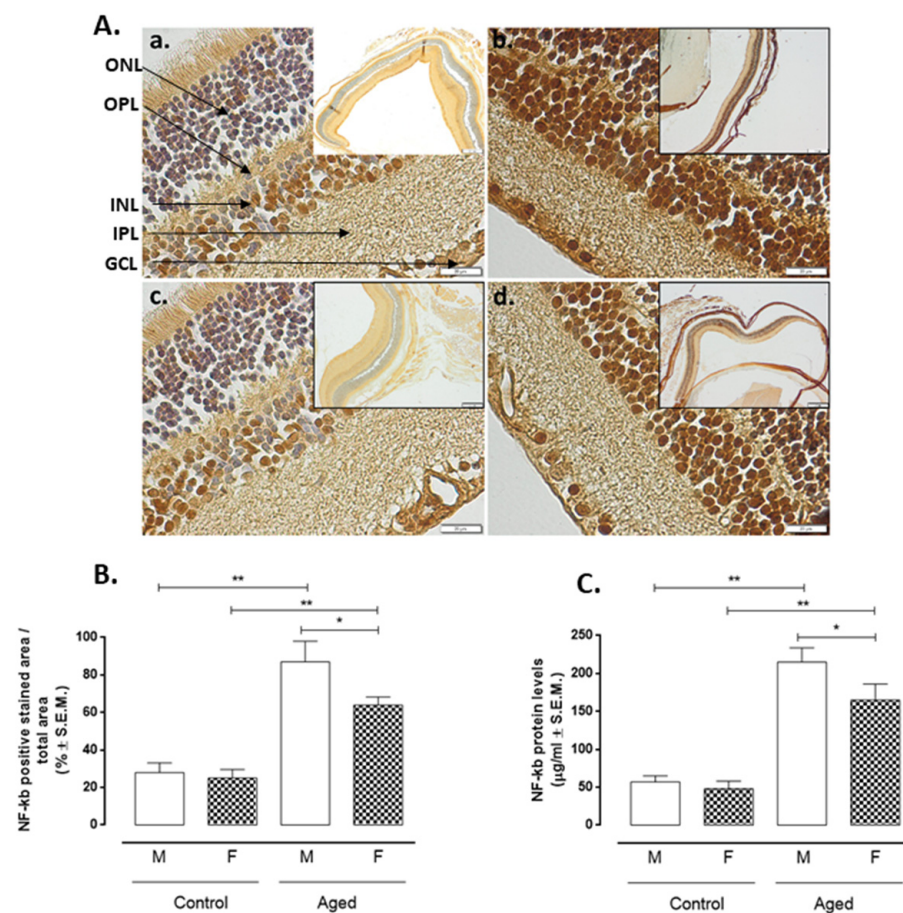 A.
a.
b.
ONL
OPL
INL
IPL
GCL
c.
d.
B.
**
**
*
NF-kb positive stained area /
total area
(% ± S.E.M.)
100
80
60
40
20
0
M F M F
Control Aged
C.
**
**
*
NF-kb protein levels
(µg/ml ± S.E.M.)
250
200
150
100
50
0
M F M F
Control Aged